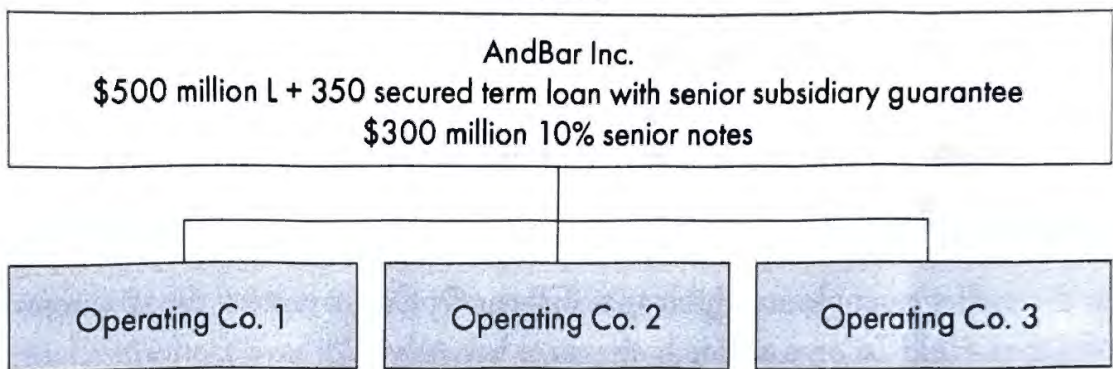 AndBar Inc.
$500 million L + 350 secured term loan with senior subsidiary guarantee
$300 million 10% senior notes
Operating Co. 1
Operating Co. 2
Operating Co. 3